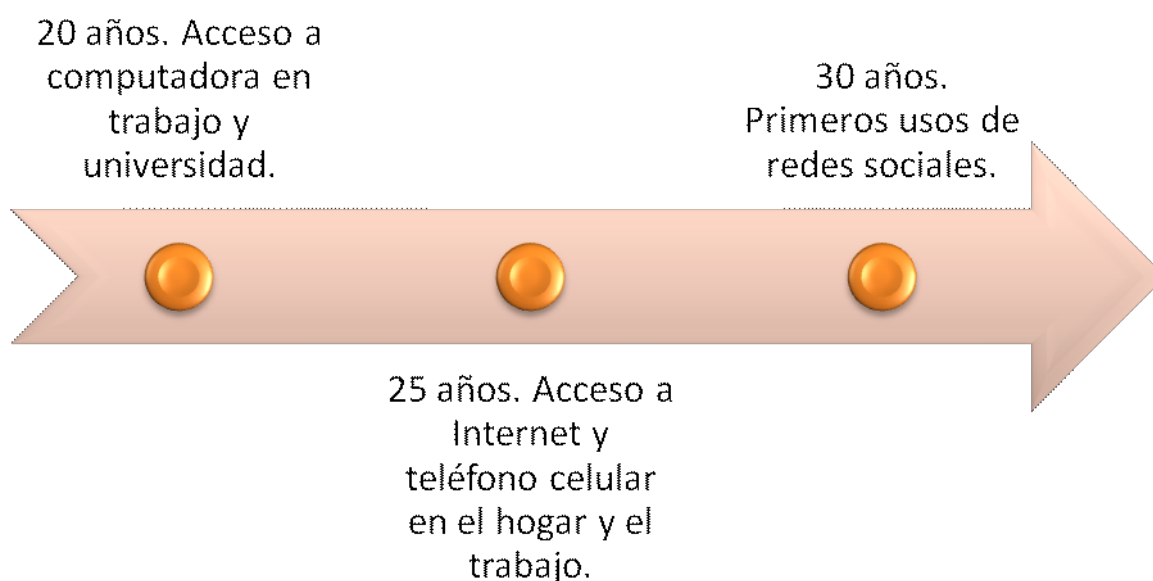 20 años. Acceso a
computadora en
trabajo y
universidad.
25 años. Acceso a
Internet y
teléfono celular
en el hogar y el
trabajo.
30 años.
Primeros usos de
redes sociales.